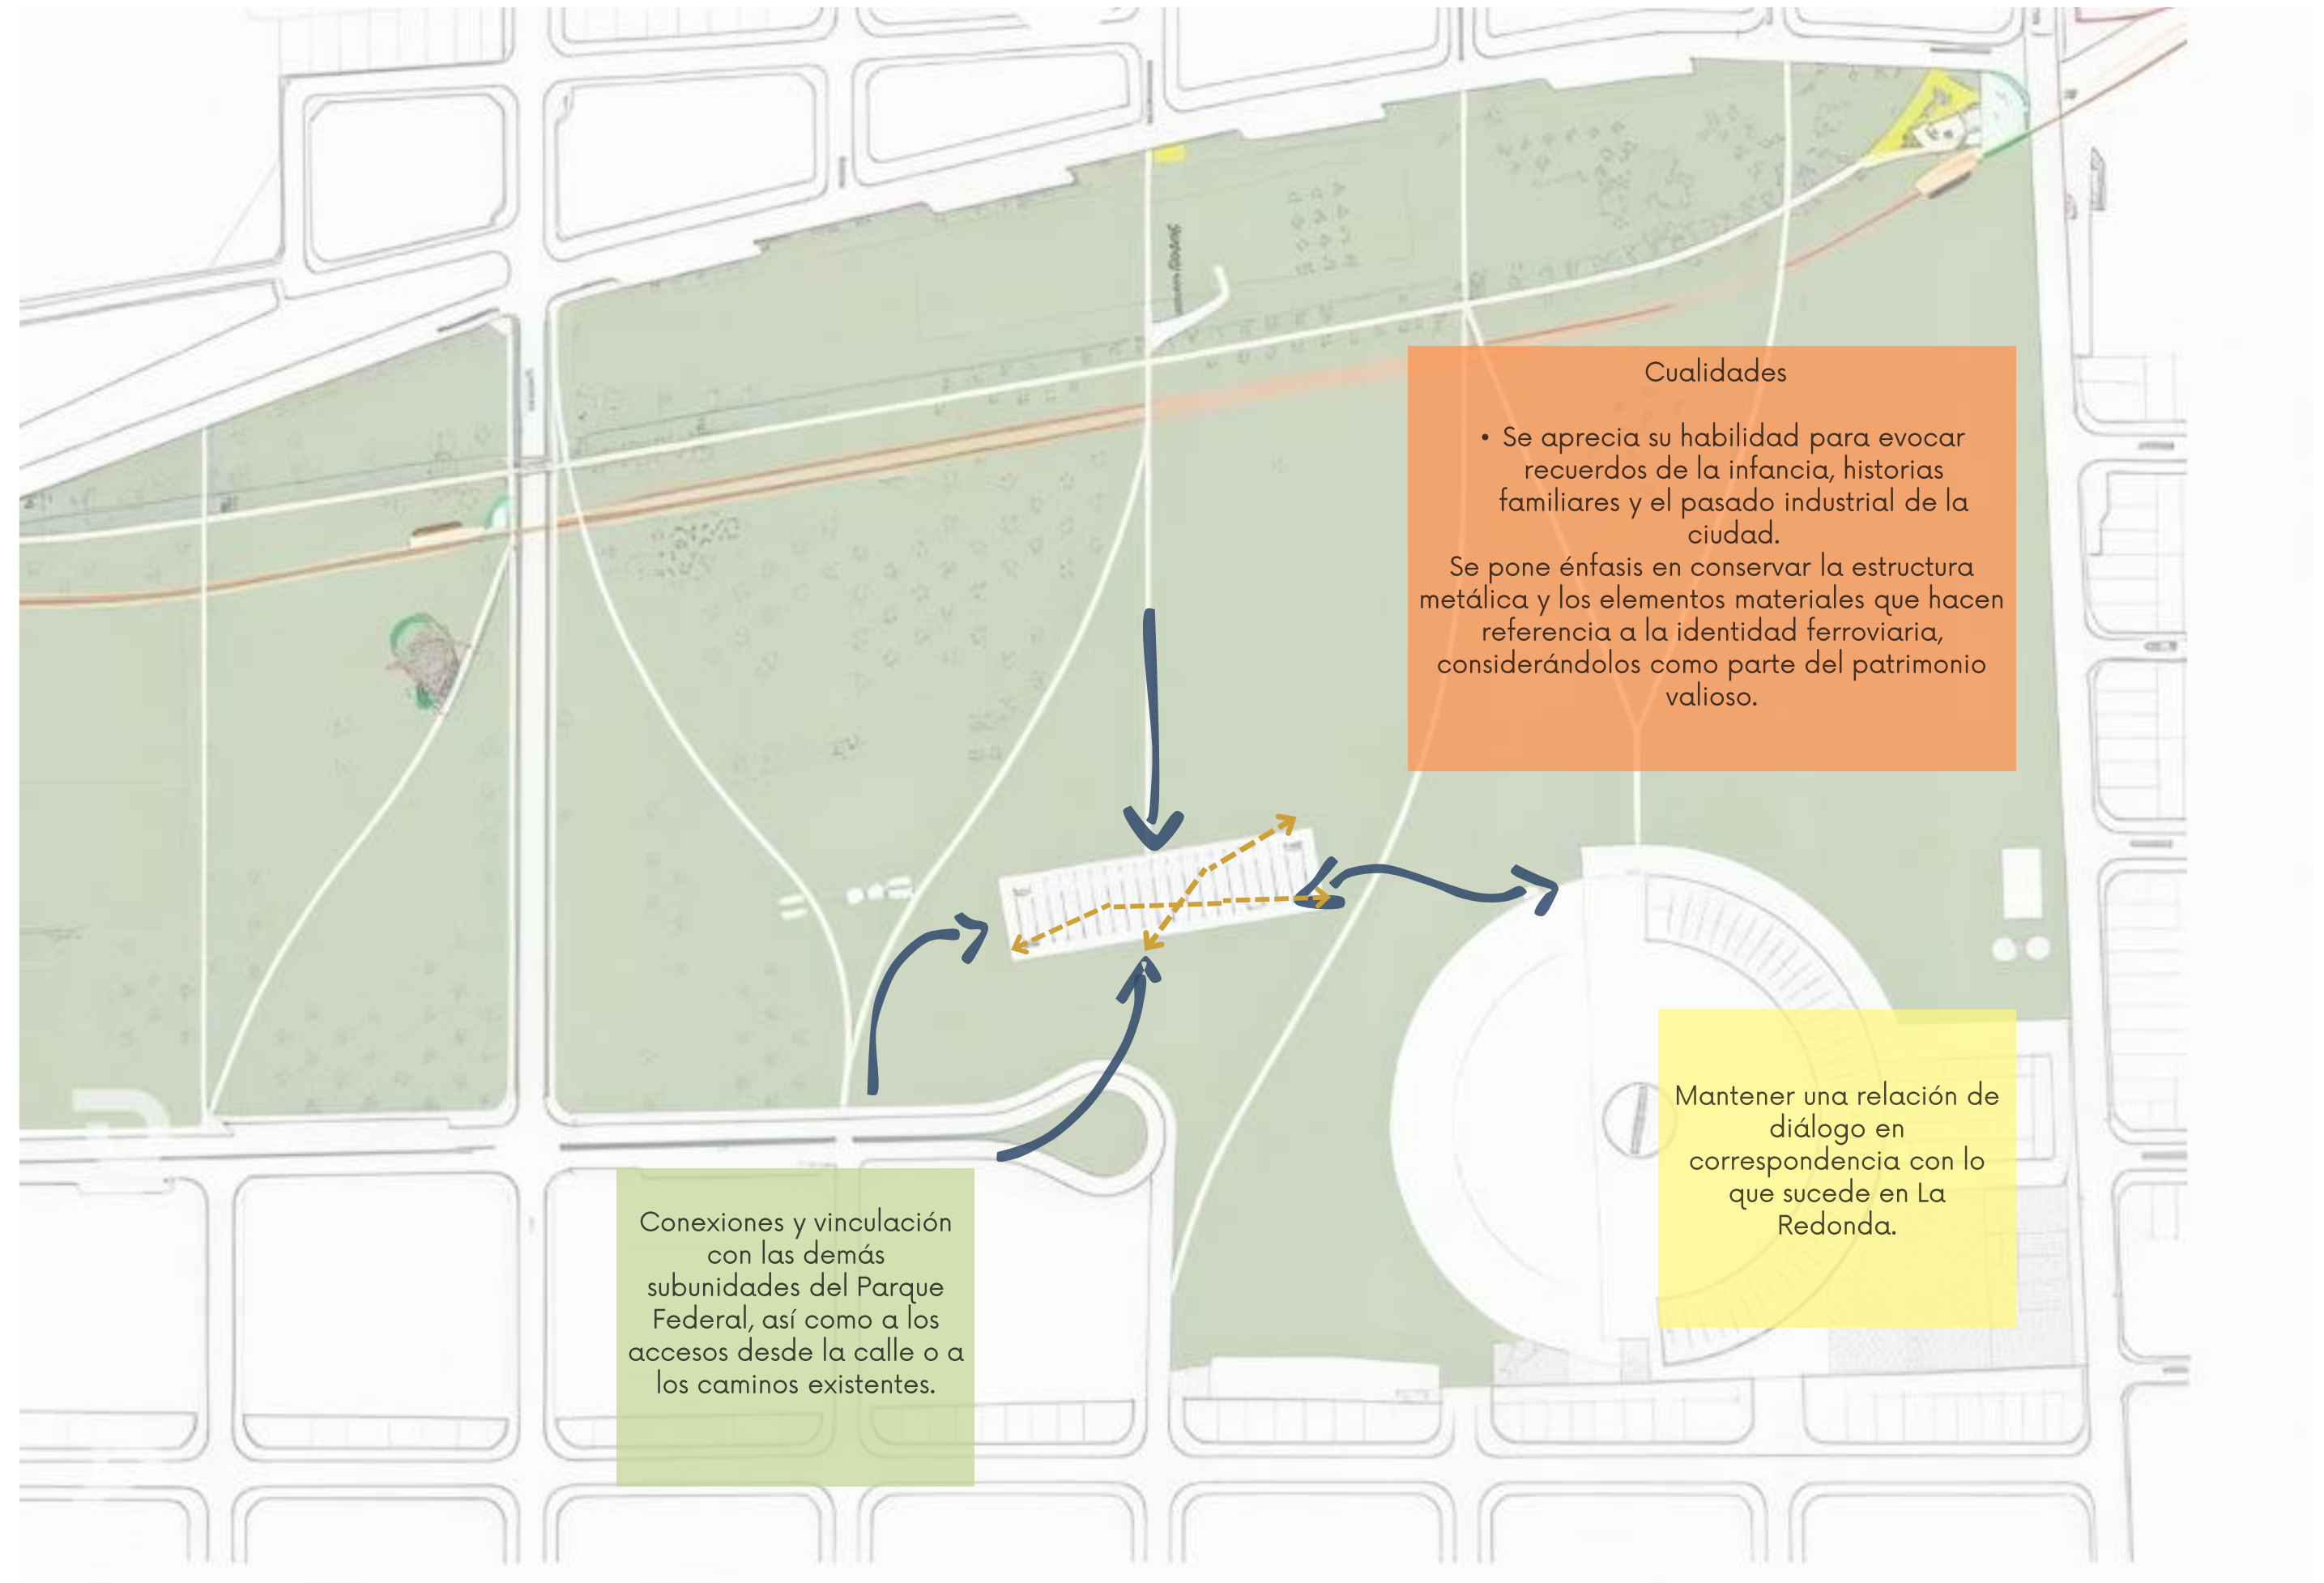 Cualidades
• Se aprecia su habilidad para evocar
recuerdos de la infancia, historias
familiares y el pasado industrial de la
ciudad.
Se pone énfasis en conservar la estructura
metálica y los elementos materiales que hacen
referencia a la identidad ferroviaria,
considerándolos como parte del patrimonio
valioso.
Mantener una relación de
diálogo en
correspondencia con lo
que sucede en La
Redonda.
Conexiones y vinculación
con las demás
subunidades del Parque
Federal, así como a los
accesos desde la calle o a
los caminos existentes.